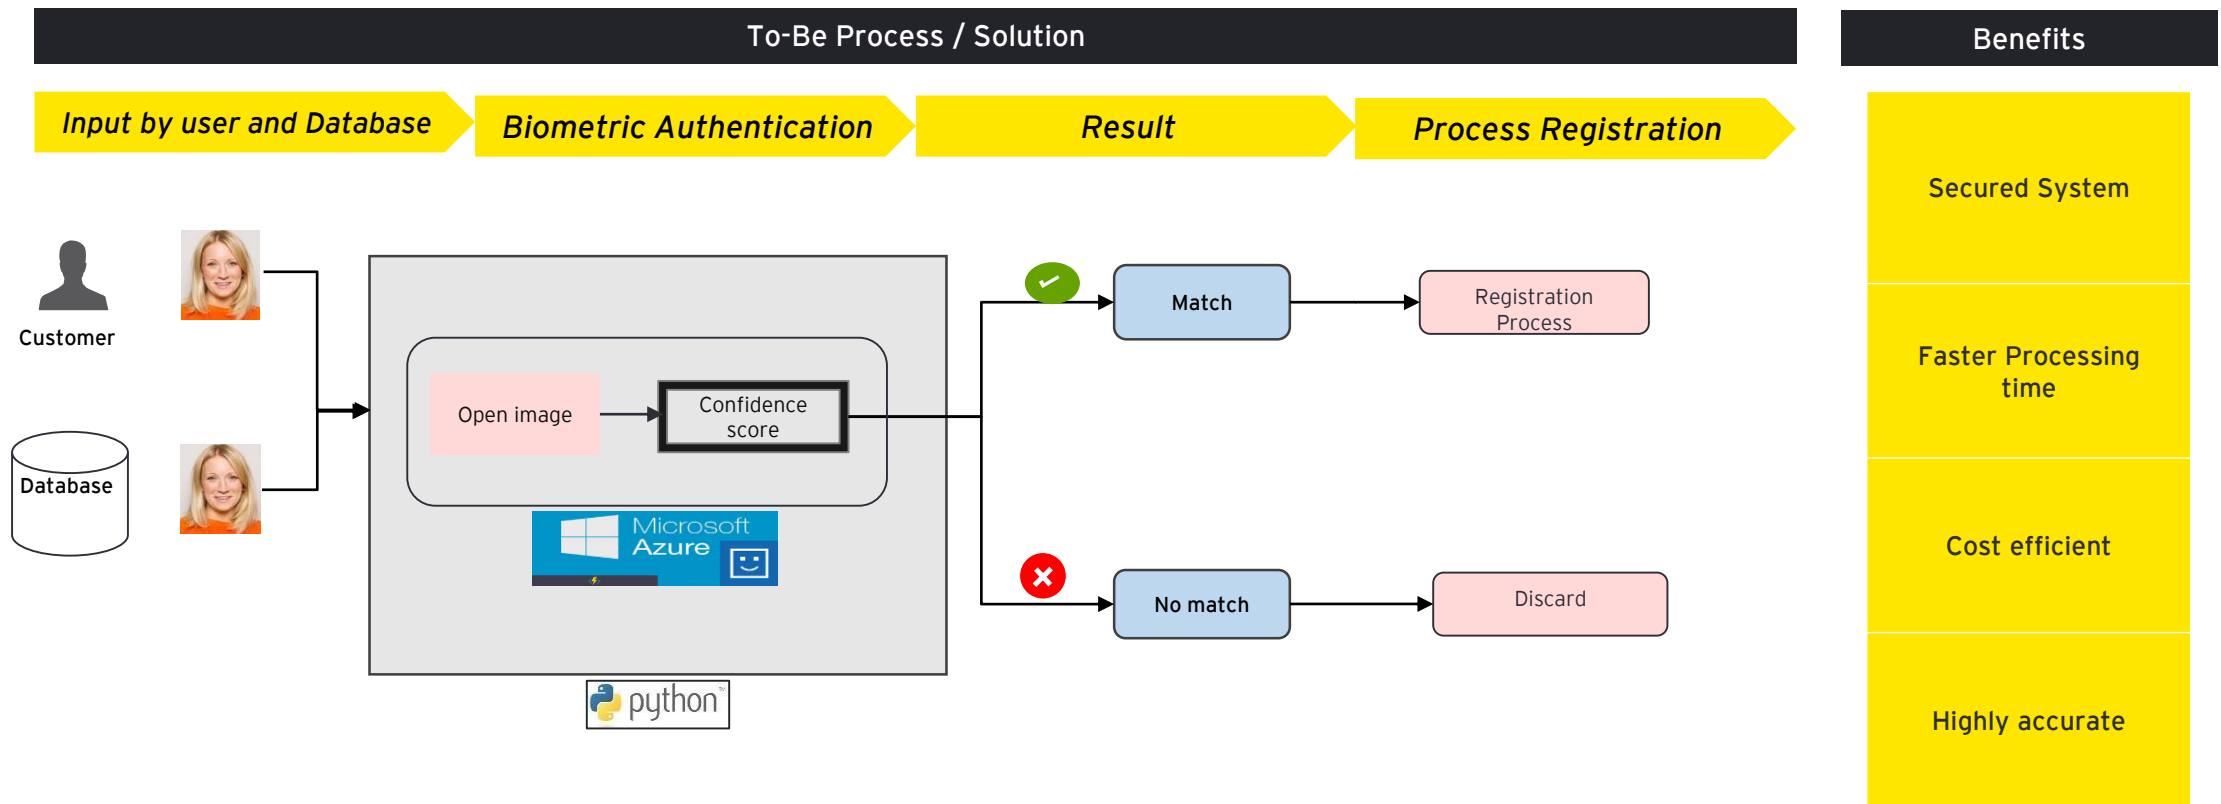 To-Be Process / Solution
Benefits
Input by user and Database
Biometric Authentication
Result
Process Registration
Customer
Database
Open image
Confidence
score
Microsoft
Azure
python™
Match
No match
Registration
Process
Discard
Secured System
Faster Processing
time
Cost efficient
Highly accurate